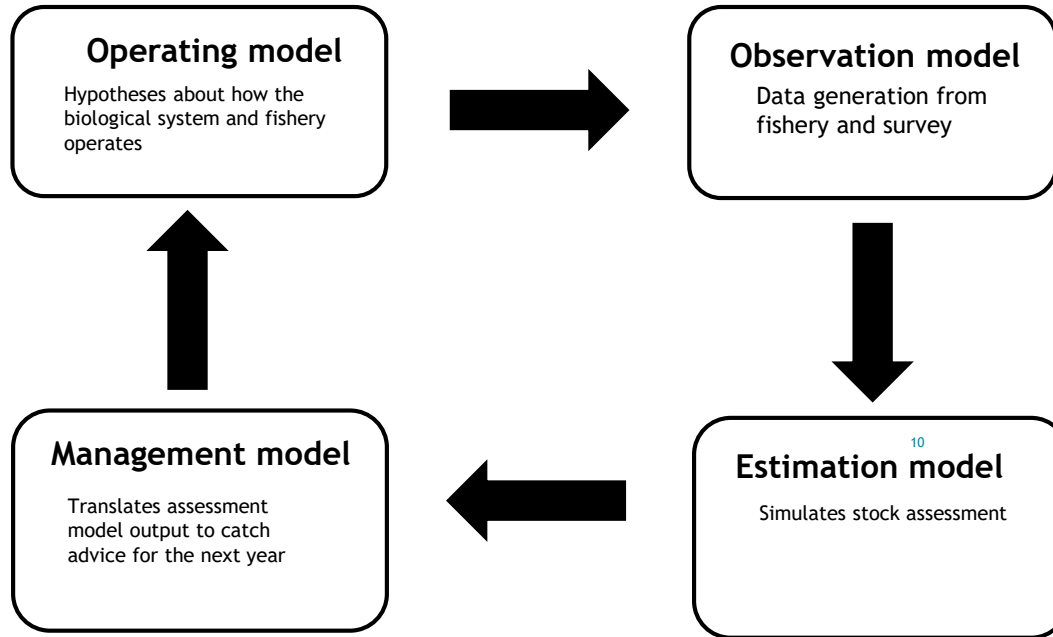 Operating model
Hypotheses about how the
biological system and fishery
operates
Observation model
Data generation from
fishery and survey
Management model
Translates assessment
model output to catch
advice for the next year
10
Estimation model
Simulates stock assessment